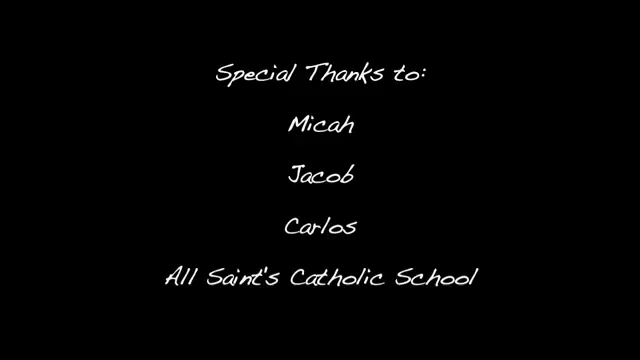 Special Thanks to:
Micah
Jacob
Carlos
All Saint's Catholic School